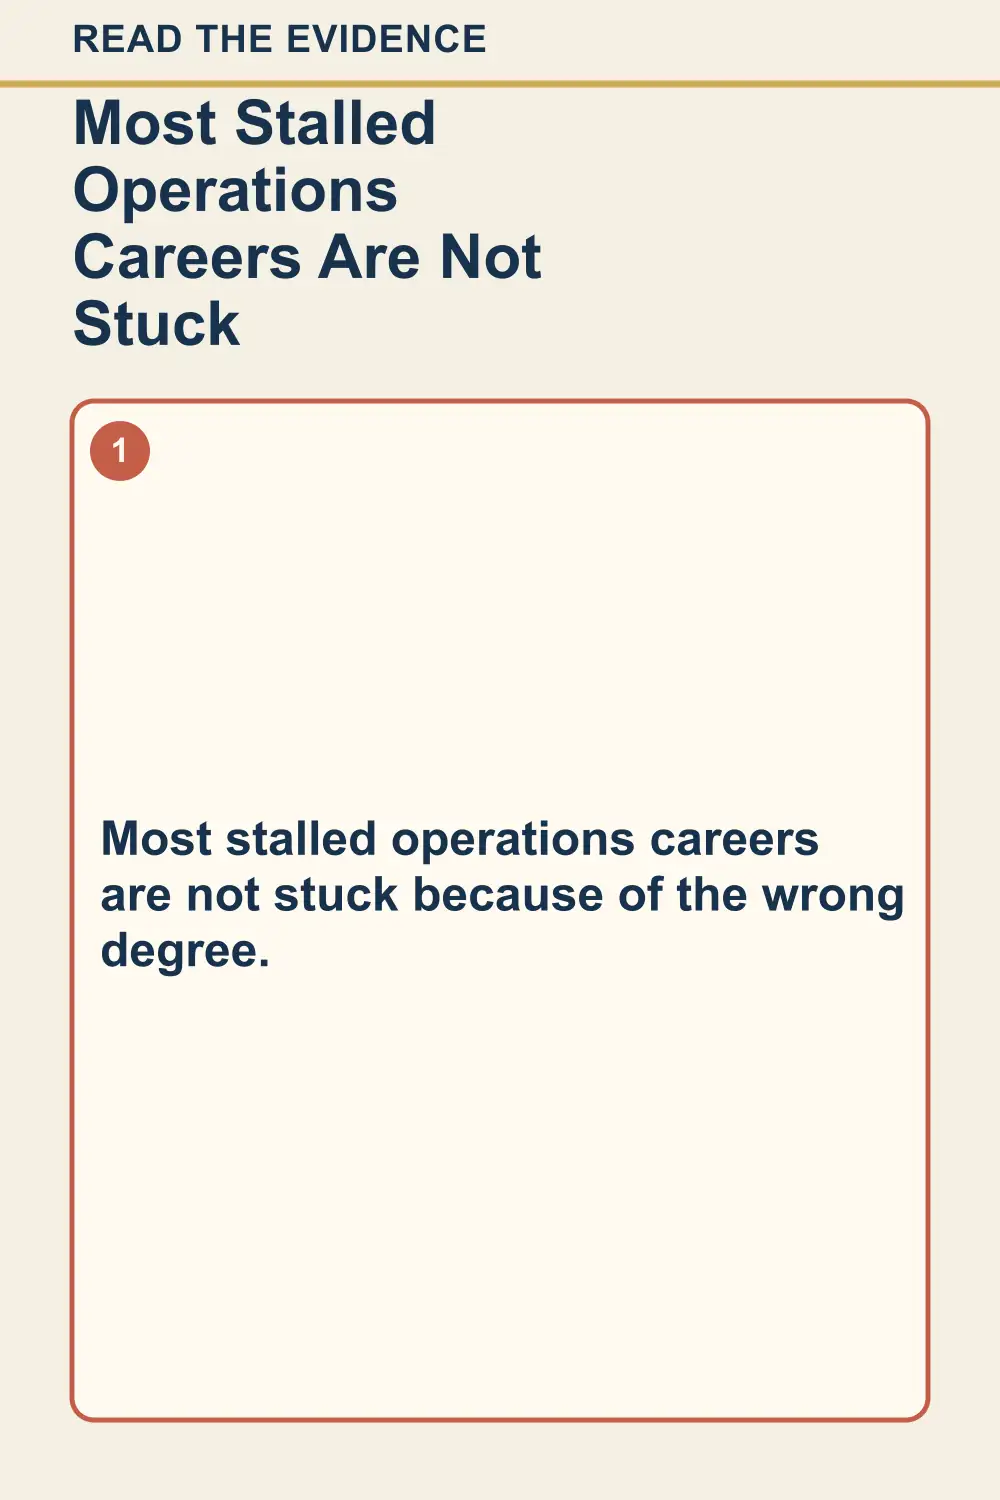 READ THE EVIDENCE
Most Stalled
Operations
Careers Are Not
Stuck
1
Most stalled operations careers
are not stuck because of the wrong
degree.